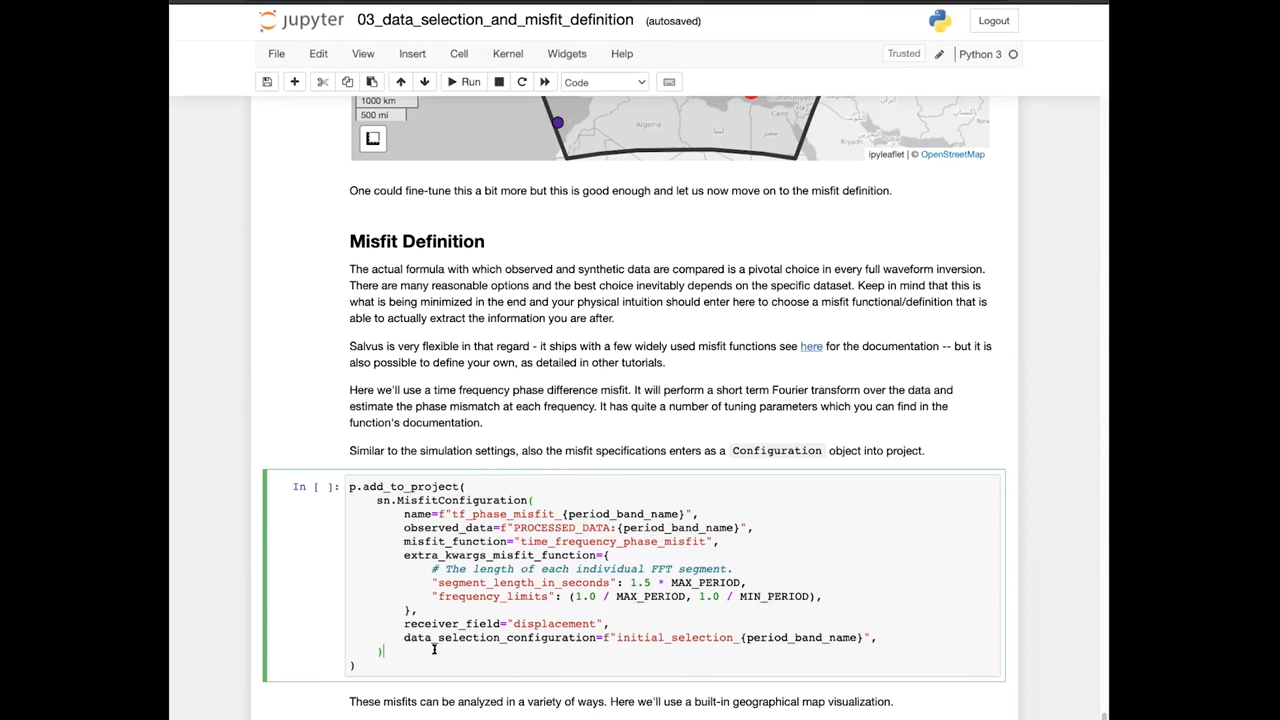 jupyter 03_data_selection_and_misfit_definition (autosaved)
Logout
File Edit View Insert Cell Kernel Widgets Help
Trusted Python 3
Run
Code
1000 km
500 mi
Algeria
ليبيا
مصر
Cairo
Riyadh
ipyleaflet | © OpenStreetMap
One could fine-tune this a bit more but this is good enough and let us now move on to the misfit definition.
Misfit Definition
The actual formula with which observed and synthetic data are compared is a pivotal choice in every full waveform inversion.
There are many reasonable options and the best choice inevitably depends on the specific dataset. Keep in mind that this is
what is being minimized in the end and your physical intuition should enter here to choose a misfit functional/definition that is
able to actually extract the information you are after.
Salvus is very flexible in that regard - it ships with a few widely used misfit functions see here for the documentation -- but it is
also possible to define your own, as detailed in other tutorials.
Here we'll use a time frequency phase difference misfit. It will perform a short term Fourier transform over the data and
estimate the phase mismatch at each frequency. It has quite a number of tuning parameters which you can find in the
function's documentation.
Similar to the simulation settings, also the misfit specifications enters as a Configuration object into project.
In [ ]: p.add_to_project(
sn.MisfitConfiguration(
name=f"tf_phase_misfit_{period_band_name}",
observed_data=f"PROCESSED_DATA:{period_band_name}",
misfit_function="time_frequency_phase_misfit",
extra_kwargs_misfit_function={
# The length of each individual FFT segment.
"segment_length_in_seconds": 1.5 * MAX_PERIOD,
"frequency_limits": (1.0 / MAX_PERIOD, 1.0 / MIN_PERIOD),
},
receiver_field="displacement",
data_selection_configuration=f"initial_selection_{period_band_name}",
)
)
These misfits can be analyzed in a variety of ways. Here we'll use a built-in geographical map visualization.